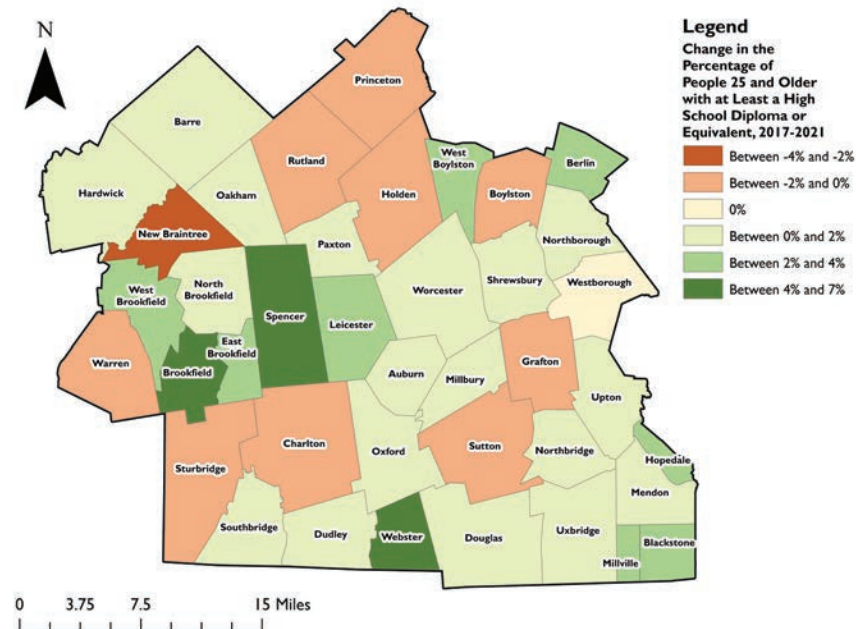 N
Princeton
Barre
Rutland
West
Boylston
Berlin
Hardwick
Oakham
Holden
Boylston
New Braintree
Paxton
Northborough
Worcester
Shrewsbury
Westborough
West
Brookfield
North
Brookfield
Spencer
Leicester
East
Brookfield
Warren
Brookfield
Auburn
Millbury
Grafton
Upton
Sturbridge
Charlton
Oxford
Sutton
Northbridge
Hopedale
Mendon
Southbridge
Dudley
Webster
Douglas
Uxbridge
Blackstone
Millville
0 3.75 7.5 15 Miles
Legend
Change in the
Percentage of
People 25 and Older
with at Least a High
School Diploma or
Equivalent, 2017-2021
Between -4% and -2%
Between -2% and 0%
0%
Between 0% and 2%
Between 2% and 4%
Between 4% and 7%